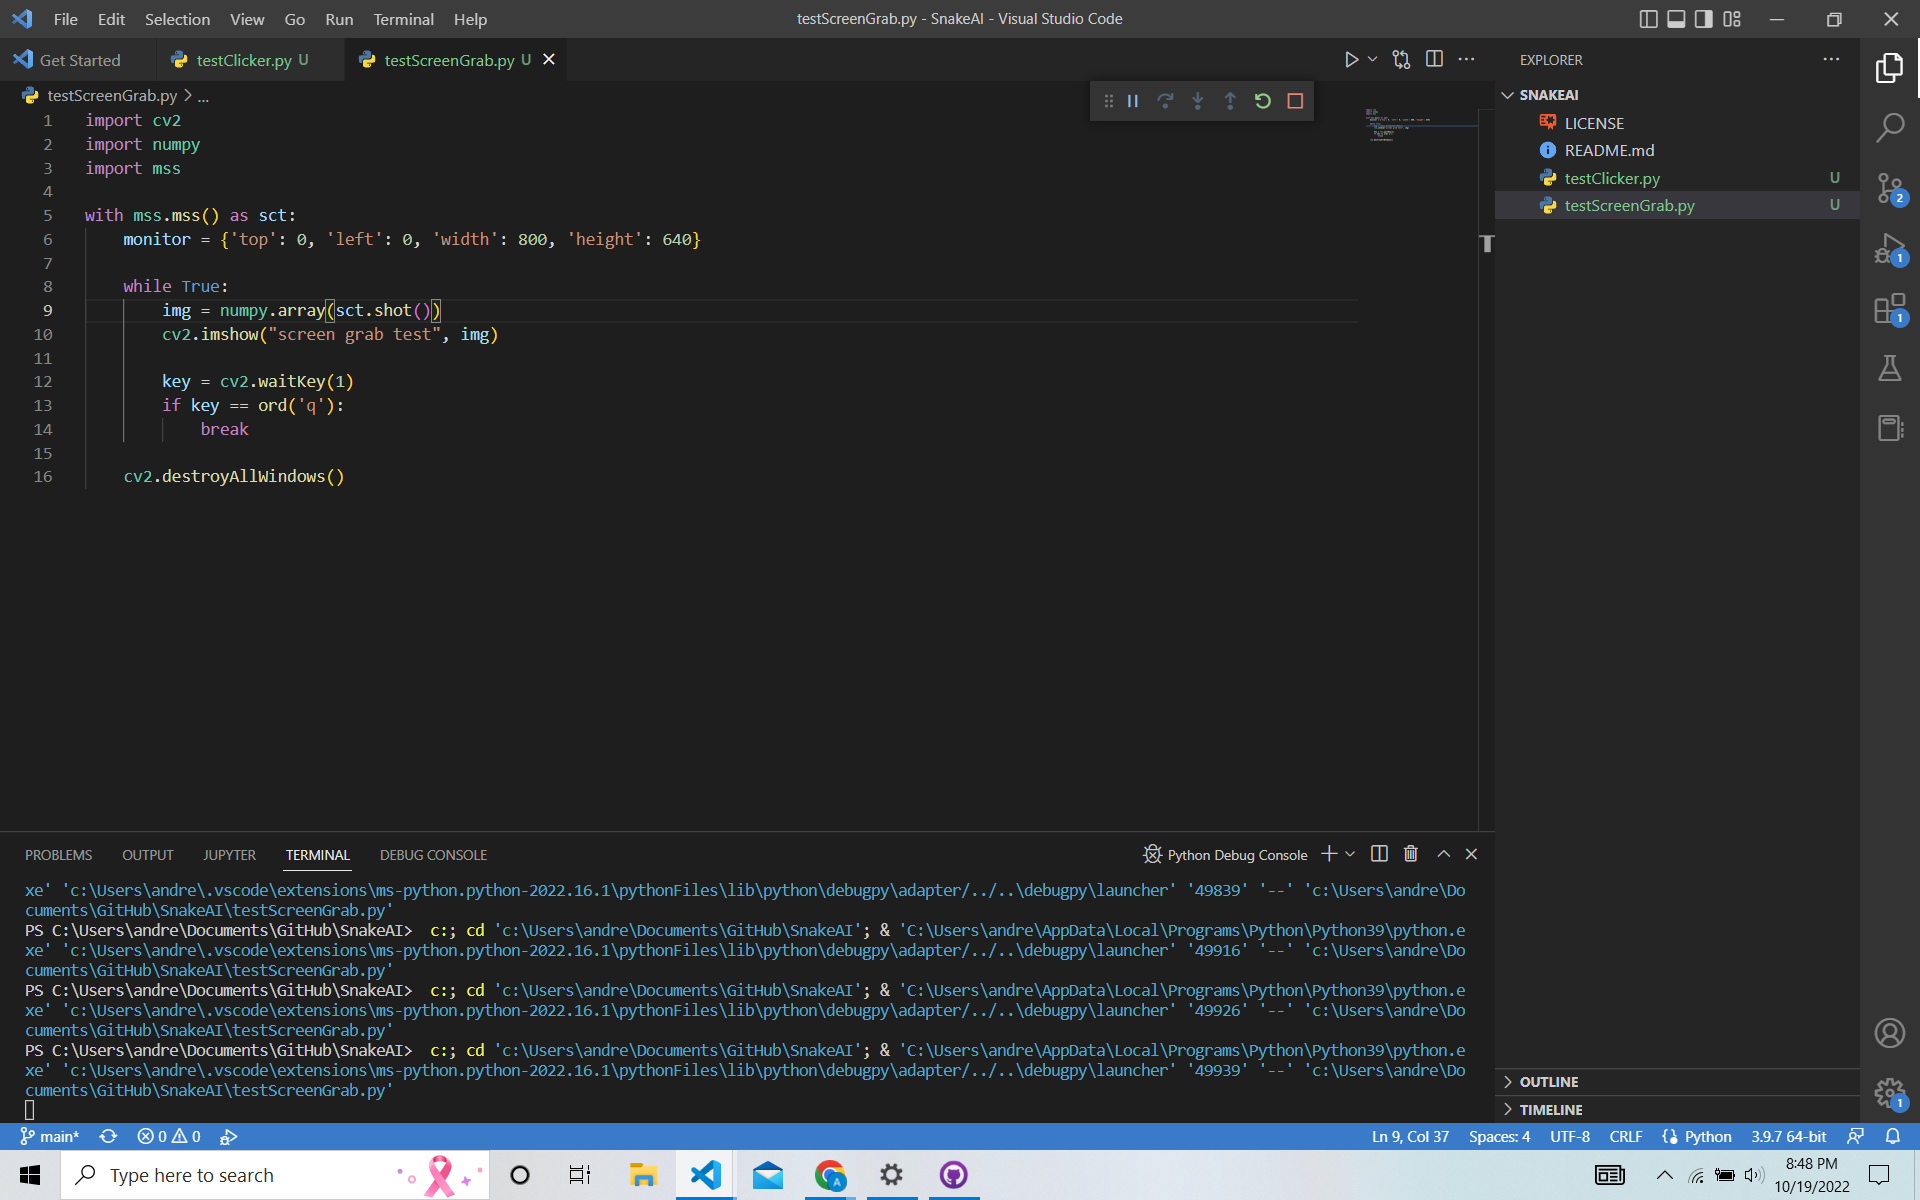 File Edit Selection View Go Run Terminal Help
testScreenGrab.py - SnakeAI - Visual Studio Code
Get Started
testClicker.py U
testScreenGrab.py U
testScreenGrab.py > ...
1 import cv2
2 import numpy
3 import mss
4
5 with mss.mss() as sct:
6 monitor = {'top': 0, 'left': 0, 'width': 800, 'height': 640}
7
8 while True:
9 img = numpy.array(sct.shot())
10 cv2.imshow("screen grab test", img)
11
12 key = cv2.waitKey(1)
13 if key == ord('q'):
14 break
15
16 cv2.destroyAllWindows()
EXPLORER
SNAKEAI
LICENSE
README.md
testClicker.py U
testScreenGrab.py U
2
1
1
OUTLINE
TIMELINE
1
PROBLEMS OUTPUT JUPYTER TERMINAL DEBUG CONSOLE
Python Debug Console
xe' 'c:\Users\andre\.vscode\extensions\ms-python.python-2022.16.1\pythonFiles\lib\python\debugpy\adapter/../..\debugpy\launcher' '49839' '--' 'c:\Users\andre\Do
cuments\GitHub\SnakeAI\testScreenGrab.py'
PS C:\Users\andre\Documents\GitHub\SnakeAI>  c:; cd 'c:\Users\andre\Documents\GitHub\SnakeAI'; & 'C:\Users\andre\AppData\Local\Programs\Python\Python39\python.e
xe' 'c:\Users\andre\.vscode\extensions\ms-python.python-2022.16.1\pythonFiles\lib\python\debugpy\adapter/../..\debugpy\launcher' '49916' '--' 'c:\Users\andre\Do
cuments\GitHub\SnakeAI\testScreenGrab.py'
PS C:\Users\andre\Documents\GitHub\SnakeAI>  c:; cd 'c:\Users\andre\Documents\GitHub\SnakeAI'; & 'C:\Users\andre\AppData\Local\Programs\Python\Python39\python.e
xe' 'c:\Users\andre\.vscode\extensions\ms-python.python-2022.16.1\pythonFiles\lib\python\debugpy\adapter/../..\debugpy\launcher' '49926' '--' 'c:\Users\andre\Do
cuments\GitHub\SnakeAI\testScreenGrab.py'
PS C:\Users\andre\Documents\GitHub\SnakeAI>  c:; cd 'c:\Users\andre\Documents\GitHub\SnakeAI'; & 'C:\Users\andre\AppData\Local\Programs\Python\Python39\python.e
xe' 'c:\Users\andre\.vscode\extensions\ms-python.python-2022.16.1\pythonFiles\lib\python\debugpy\adapter/../..\debugpy\launcher' '49939' '--' 'c:\Users\andre\Do
cuments\GitHub\SnakeAI\testScreenGrab.py'
main* 0 0
Ln 9, Col 37 Spaces: 4 UTF-8 CRLF Python 3.9.7 64-bit
Type here to search
A
8:48 PM
10/19/2022